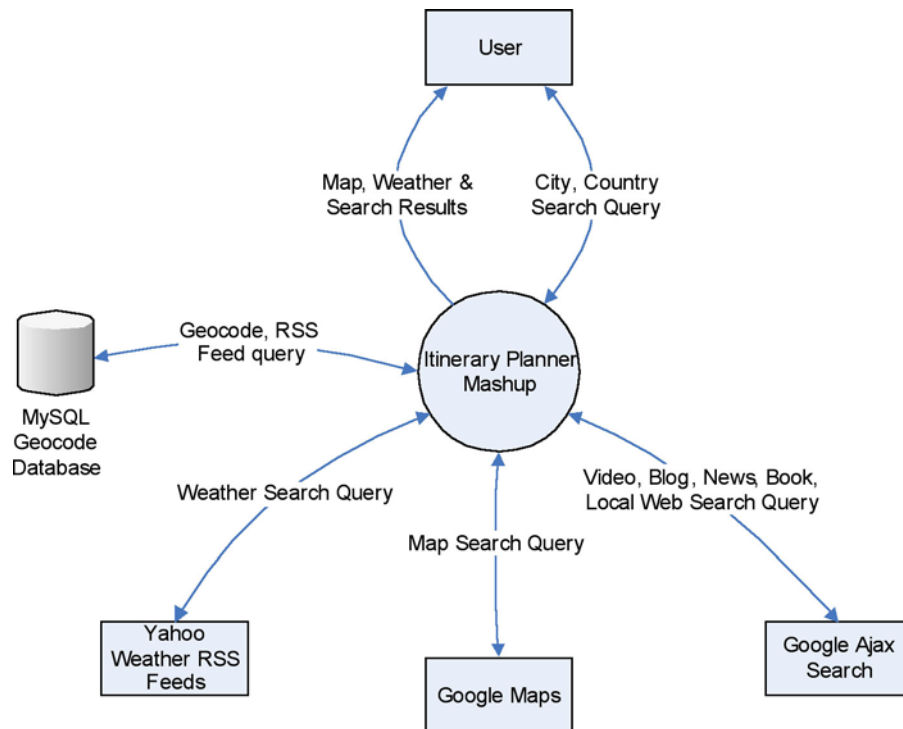 User
Map, Weather &
Search Results
City, Country
Search Query
Geocode, RSS
Feed query
Itinerary Planner
Mashup
MySQL
Geocode
Database
Weather Search Query
Map Search Query
Video, Blog, News, Book,
Local Web Search Query
Yahoo
Weather RSS
Feeds
Google Maps
Google Ajax
Search